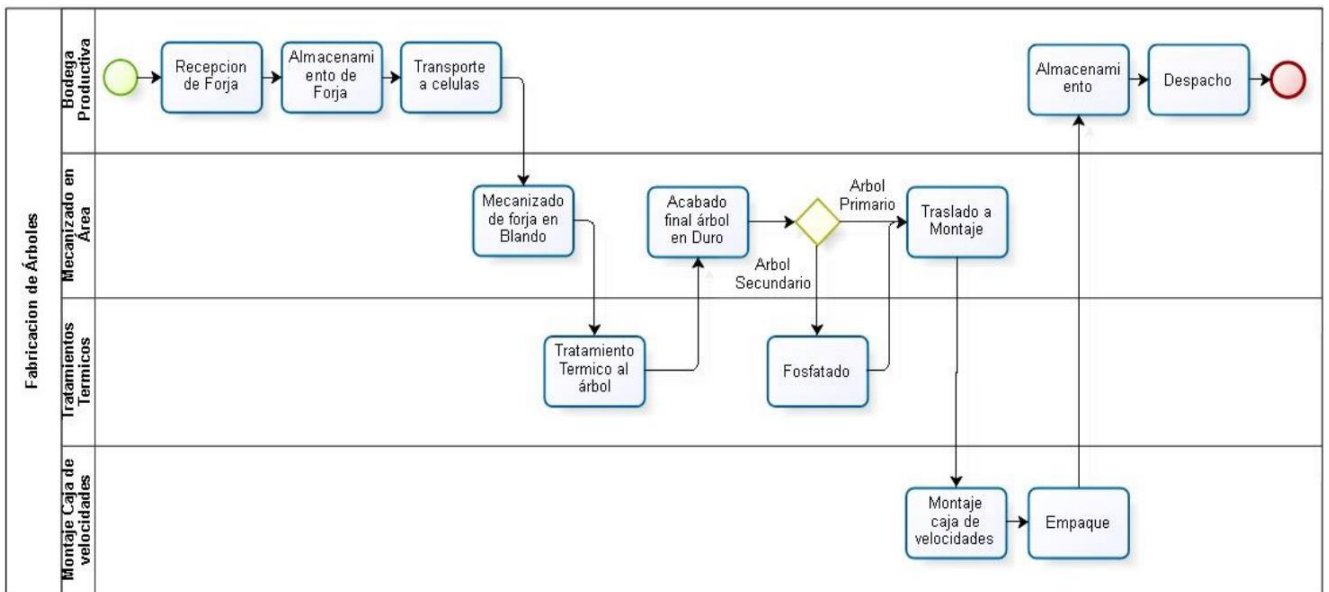 Fabricacion de Árboles
Bodega
Productiva
Recepcion
de Forja
Almacenami
ento de
Forja
Transporte
a celulas
Almacenami
ento
Despacho
Mecanizado en
Área
Mecanizado
de forja en
Blando
Acabado
final árbol
en Duro
Arbol
Primario
Arbol
Secundario
Traslado a
Montaje
Tratamientos
Termicos
Tratamiento
Termico al
árbol
Fosfatado
Montaje Caja de
velocidades
Montaje
caja de
velocidades
Empaque